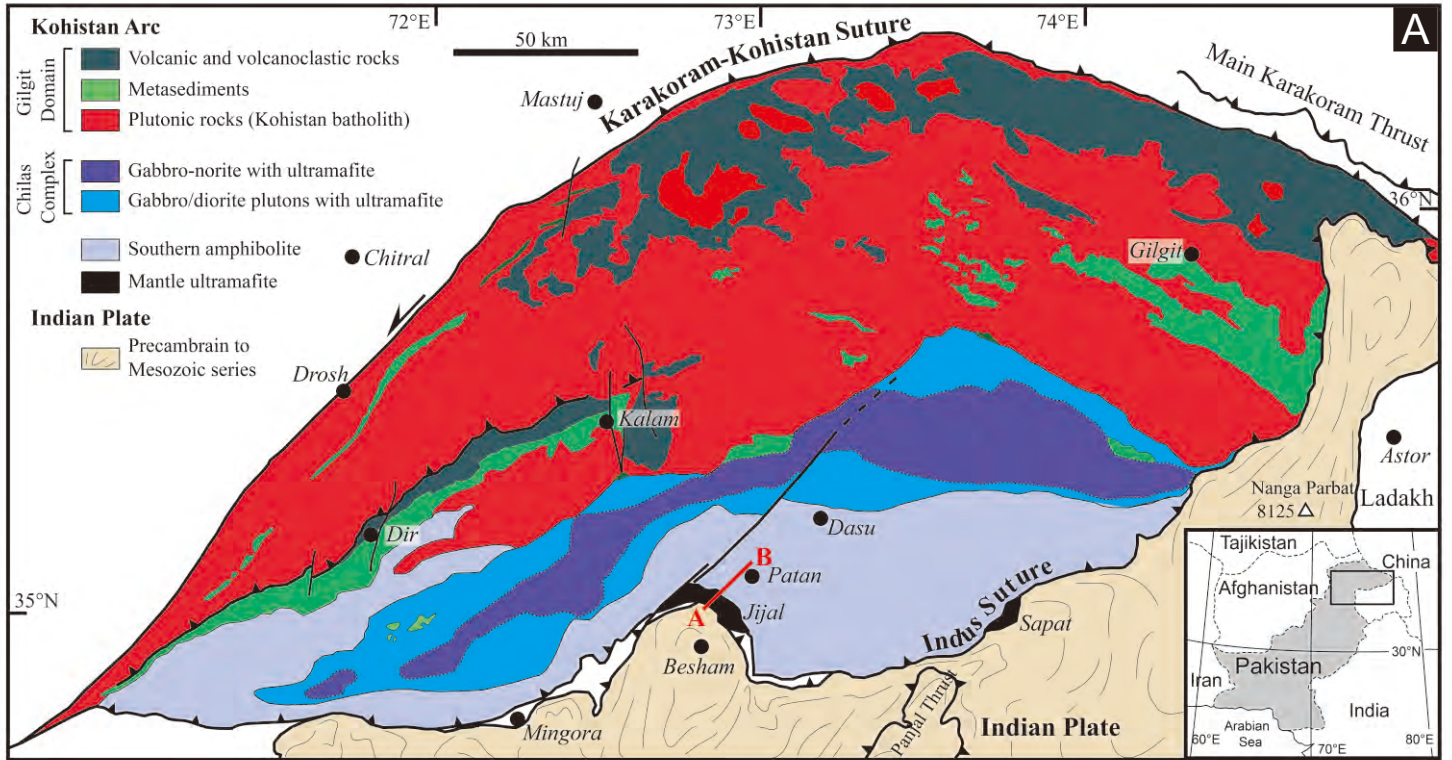 A
72°E
73°E
74°E
50 km
Kohistan Arc
Gilgit
Domain
Volcanic and volcanoclastic rocks
Metasediments
Plutonic rocks (Kohistan batholith)
Chilas
Complex
Gabbro-norite with ultramafite
Gabbro/diorite plutons with ultramafite
Southern amphibolite
Mantle ultramafite
Indian Plate
Precambrain to
Mesozoic series
Karakoram-Kohistan Suture
Main Karakoram Thrust
Mastuj
36°N
Chitral
Gilgit
Drosh
Kalam
Astor
Nanga Parbat
8125
Ladakh
Dir
Dasu
B
Patan
35°N
A
Jijal
Indus Suture
Sapat
Besham
Mingora
Panjal Thrust
Indian Plate
Tajikistan
China
Afghanistan
30°N
Pakistan
Iran
India
Arabian
Sea
60°E
70°E
80°E